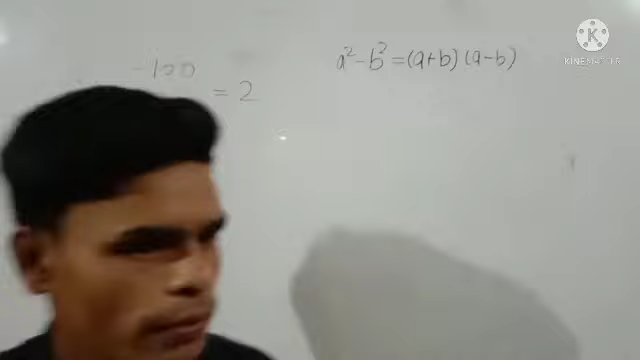 -100
= 2
a² - b² = (a+b) (a-b)
K
KINEMASTER